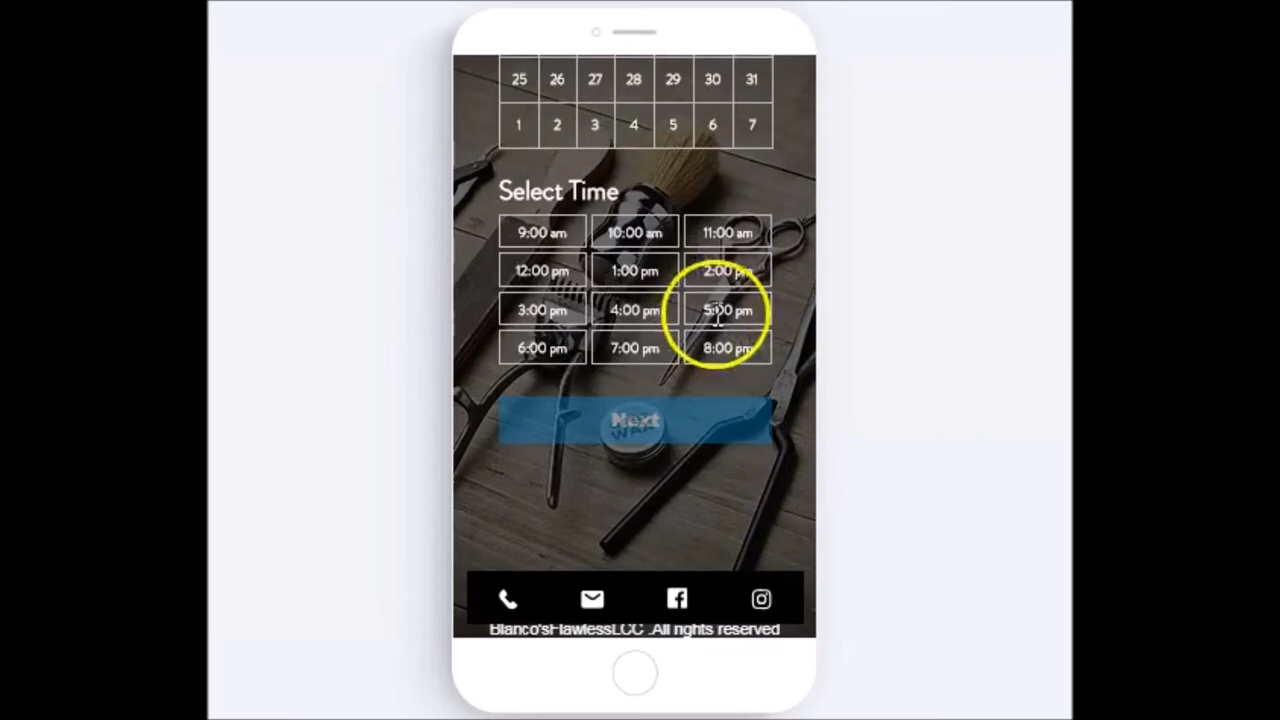 25 26 27 28 29 30 31
1 2 3 4 5 6 7
Select Time
9:00 am 10:00 am 11:00 am
12:00 pm 1:00 pm 2:00 pm
3:00 pm 4:00 pm 5:00 pm
6:00 pm 7:00 pm 8:00 pm
Next
WAX
Blanco'sFlawlessLCC .All rights reserved